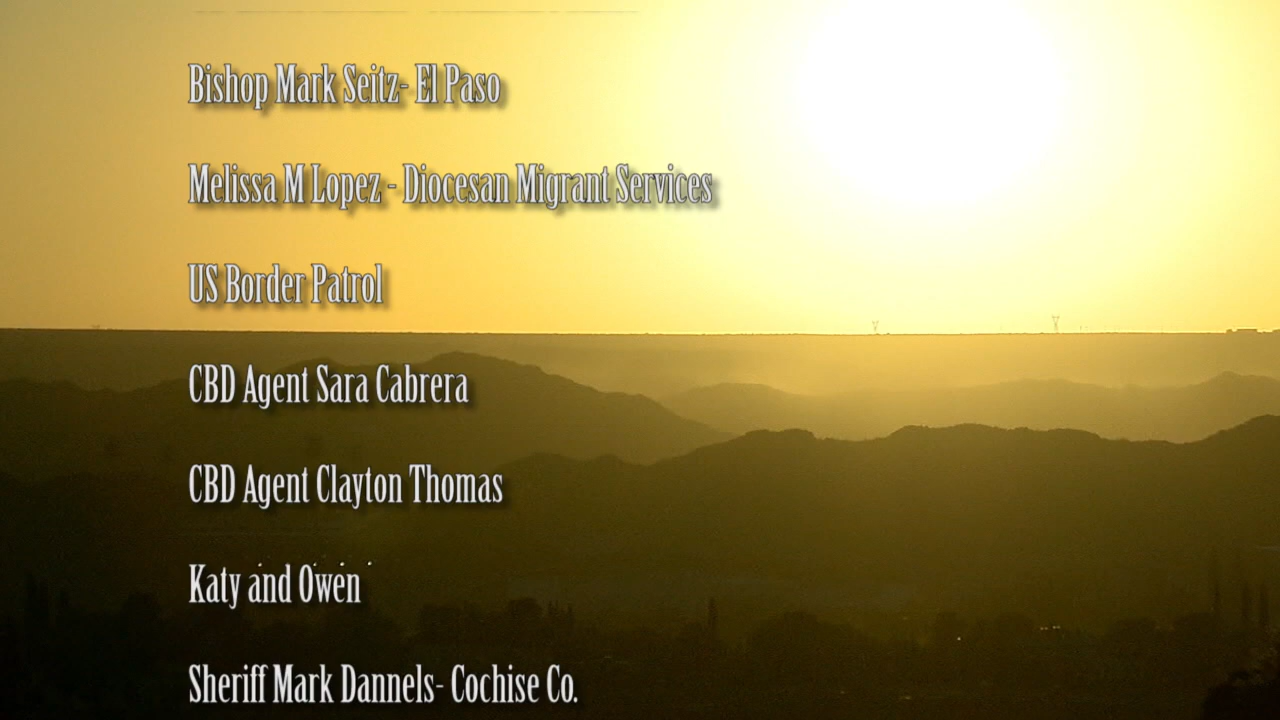 Bishop Mark Seitz- El Paso
Melissa M Lopez - Diocesan Migrant Services
US Border Patrol
CBD Agent Sara Cabrera
CBD Agent Clayton Thomas
Katy and Owen
Sheriff Mark Dannels- Cochise Co.